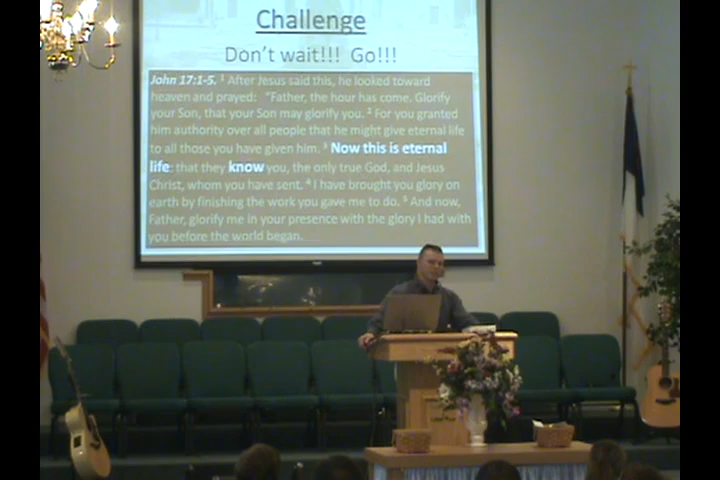 Challenge
Don't wait!!! Go!!!
John 17:1-5. ¹ After Jesus said this, he looked toward
heaven and prayed: "Father, the hour has come. Glorify
your Son, that your Son may glorify you. ² For you granted
him authority over all people that he might give eternal life
to all those you have given him. ³ Now this is eternal
life: that they know you, the only true God, and Jesus
Christ, whom you have sent. ⁴ I have brought you glory on
earth by finishing the work you gave me to do. ⁵ And now,
Father, glorify me in your presence with the glory I had with
you before the world began.